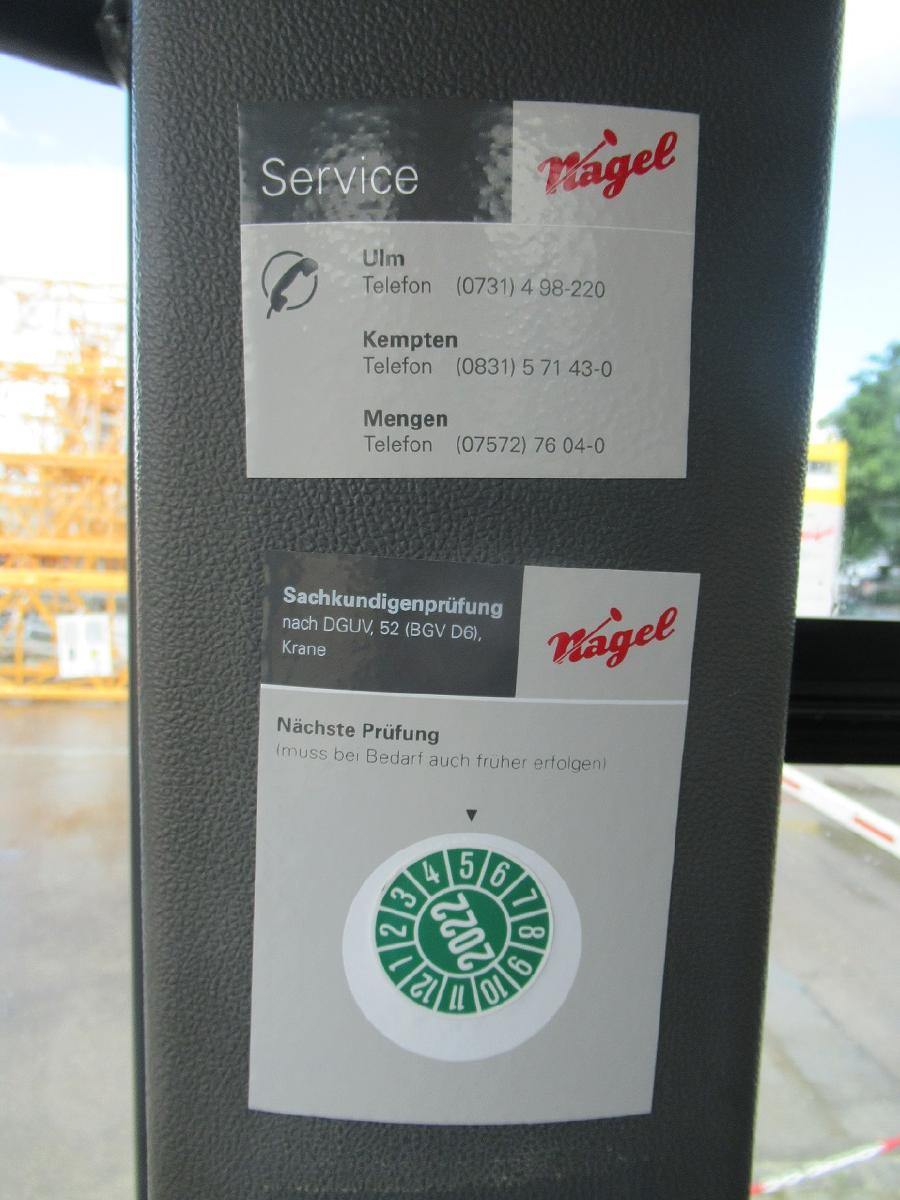 Service
Nagel
Ulm
Telefon (0731) 4 98-220
Kempten
Telefon (0831) 5 71 43-0
Mengen
Telefon (07572) 76 04-0
Sachkundigenprüfung
nach DGUV, 52 (BGV D6),
Krane
Nagel
Nächste Prüfung
(muss bei Bedarf auch früher erfolgen)
1 2 3 4 5 6 7 8 9 10 11 12
2022